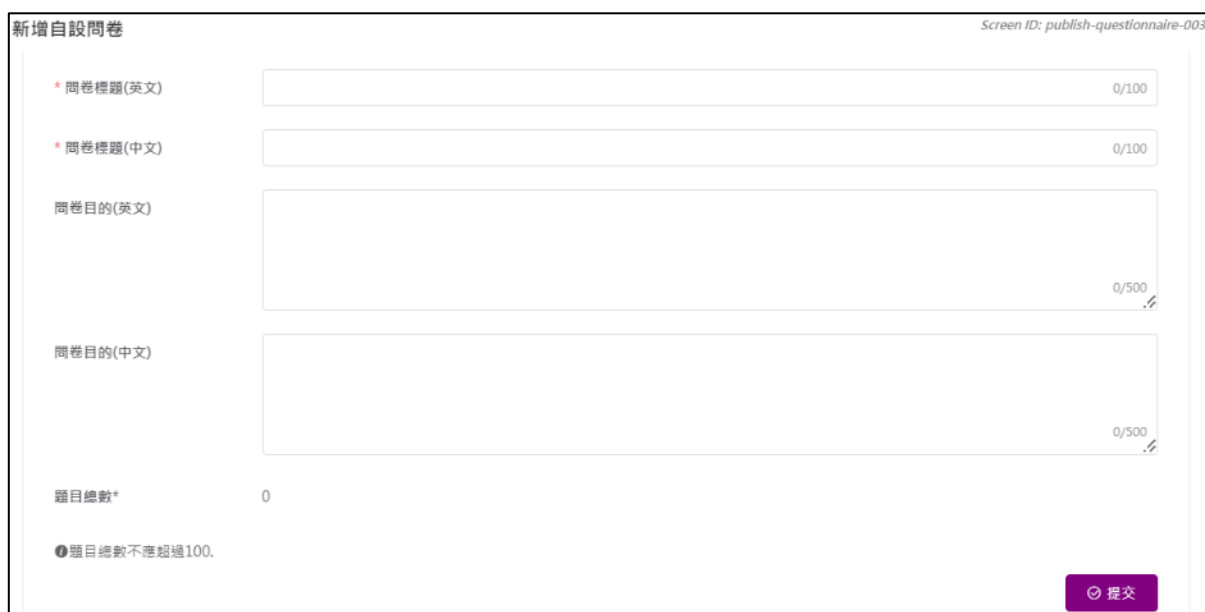 新增自設問卷
Screen ID: publish-questionnaire-003
* 問卷標題(英文)
0/100
* 問卷標題(中文)
0/100
問卷目的(英文)
0/500
問卷目的(中文)
0/500
題目總數*
0
題目總數不應超過100.
提交